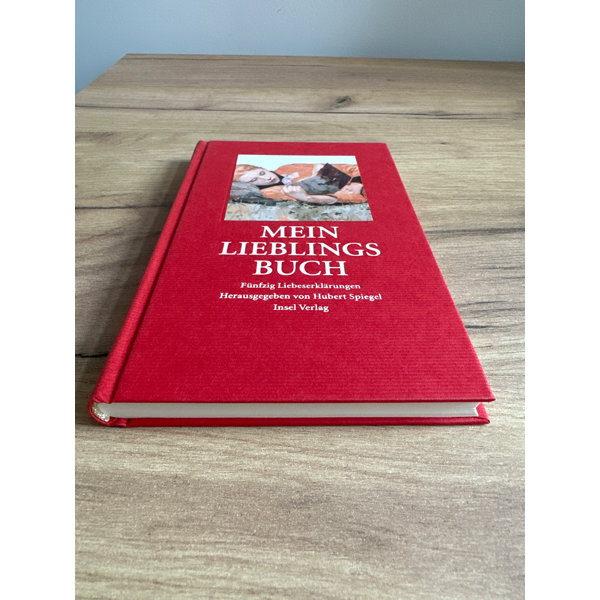 MEIN
LIEBLINGS
BUCH
Fünfzig Liebeserklärungen
Herausgegeben von Hubert Spiegel
Insel Verlag